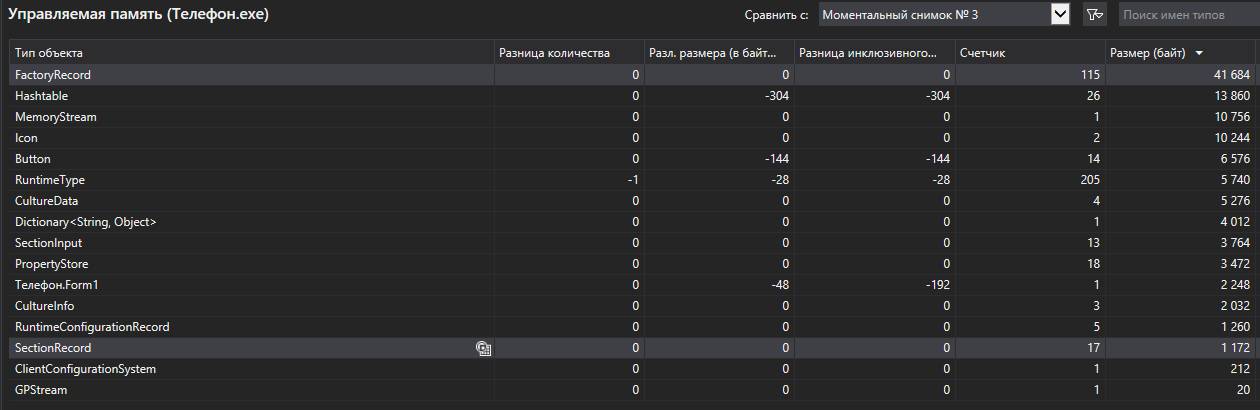 Управляемая память (Телефон.exe) Сравнить с: Моментальный снимок № 3 Поиск имен типов
Тип объекта Разница количества Разл. размера (в байт... Разница инклюзивного... Счетчик Размер (байт)
FactoryRecord 0 0 0 115 41 684
Hashtable 0 -304 -304 26 13 860
MemoryStream 0 0 0 1 10 756
Icon 0 0 0 2 10 244
Button 0 -144 -144 14 6 576
RuntimeType -1 -28 -28 205 5 740
CultureData 0 0 0 4 5 276
Dictionary<String, Object> 0 0 0 1 4 012
SectionInput 0 0 0 13 3 764
PropertyStore 0 0 0 18 3 472
Телефон.Form1 0 -48 -192 1 2 248
CultureInfo 0 0 0 3 2 032
RuntimeConfigurationRecord 0 0 0 5 1 260
SectionRecord 0 0 0 17 1 172
ClientConfigurationSystem 0 0 0 1 212
GPStream 0 0 0 1 20